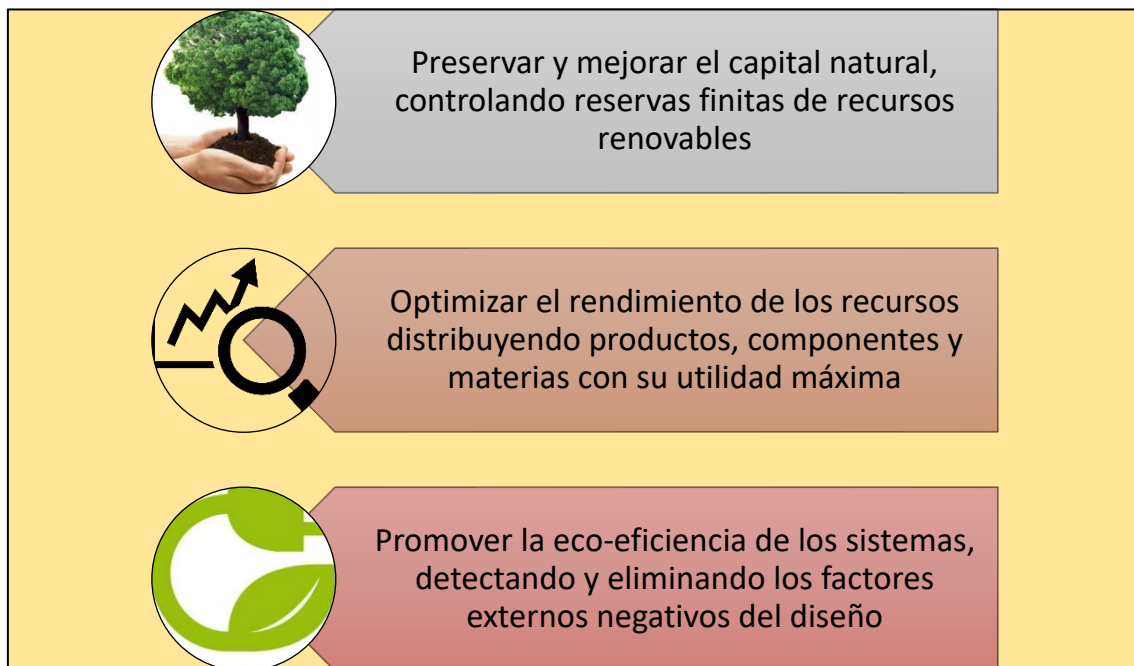 Preservar y mejorar el capital natural,
controlando reservas finitas de recursos
renovables
Optimizar el rendimiento de los recursos
distribuyendo productos, componentes y
materias con su utilidad máxima
Promover la eco-eficiencia de los sistemas,
detectando y eliminando los factores
externos negativos del diseño